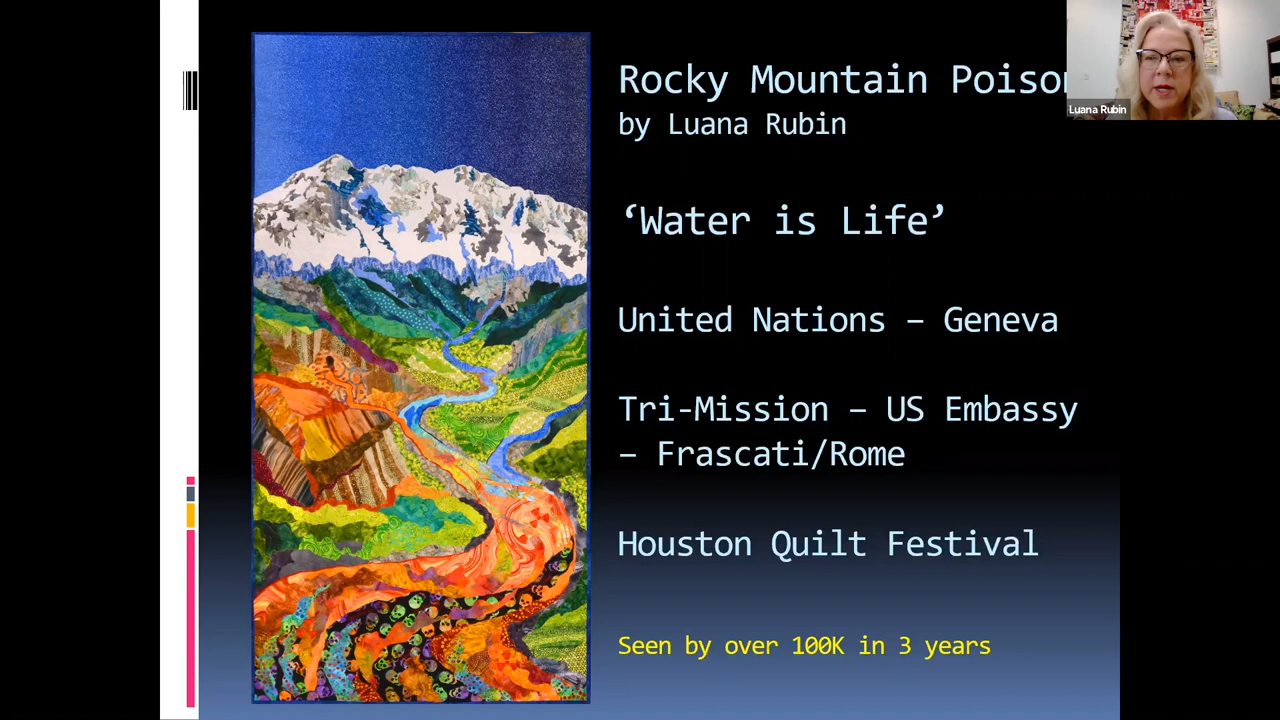 Rocky Mountain Poison
by Luana Rubin
Luana Rubin
‘Water is Life’
United Nations – Geneva
Tri-Mission – US Embassy
– Frascati/Rome
Houston Quilt Festival
Seen by over 100K in 3 years